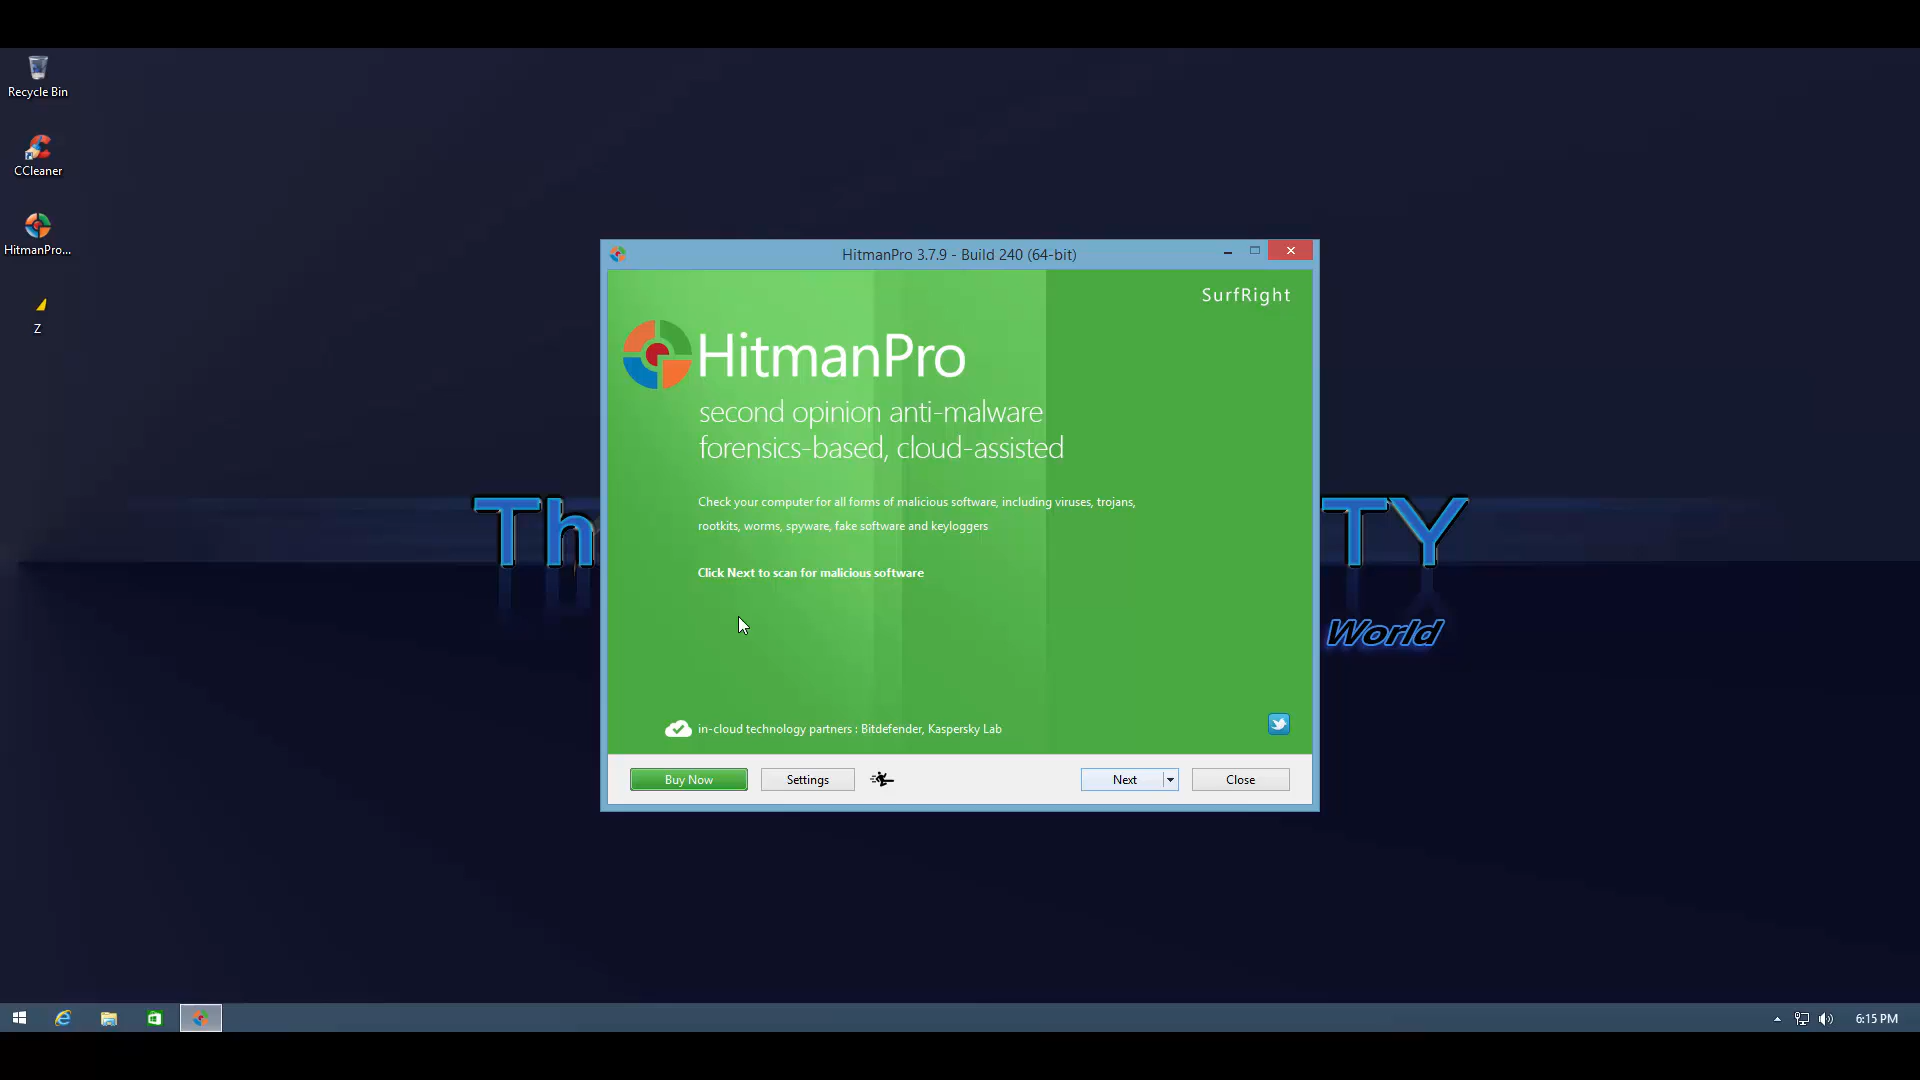 Recycle Bin
CCleaner
HitmanPro...
Z
HitmanPro 3.7.9 - Build 240 (64-bit)
SurfRight
HitmanPro
second opinion anti-malware
forensics-based, cloud-assisted
Check your computer for all forms of malicious software, including viruses, trojans,
rootkits, worms, spyware, fake software and keyloggers
Click Next to scan for malicious software
in-cloud technology partners : Bitdefender, Kaspersky Lab
Buy Now
Settings
Next
Close
Th
TY
World
6:15 PM